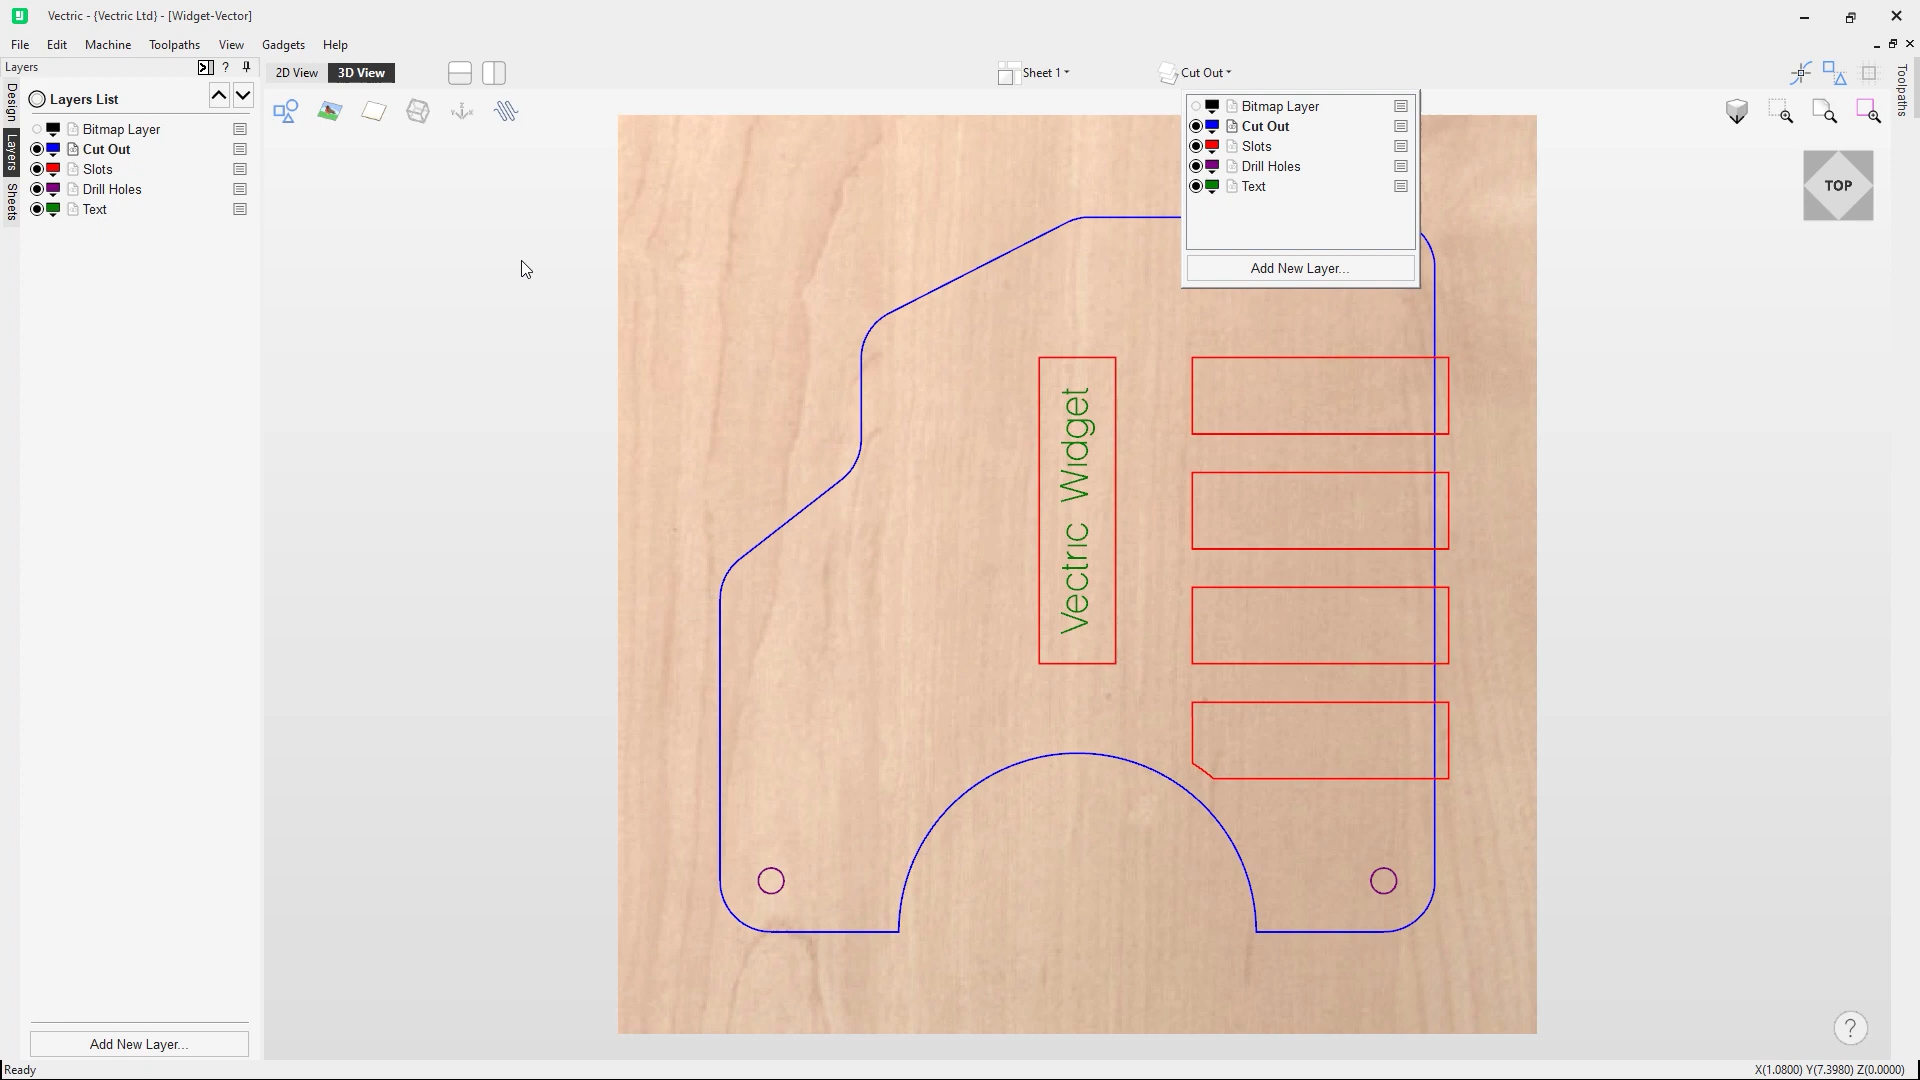 Vectric - {Vectric Ltd} - [Widget-Vector]
File Edit Machine Toolpaths View Gadgets Help
Layers ?
2D View 3D View
Sheet 1
Cut Out
Design
Layers
Sheets
Toolpaths
Layers List
Bitmap Layer
Cut Out
Slots
Drill Holes
Text
Bitmap Layer
Cut Out
Slots
Drill Holes
Text
Add New Layer...
TOP
Vectric Widget
?
Add New Layer...
Ready
X(1.0800) Y(7.3980) Z(0.0000)